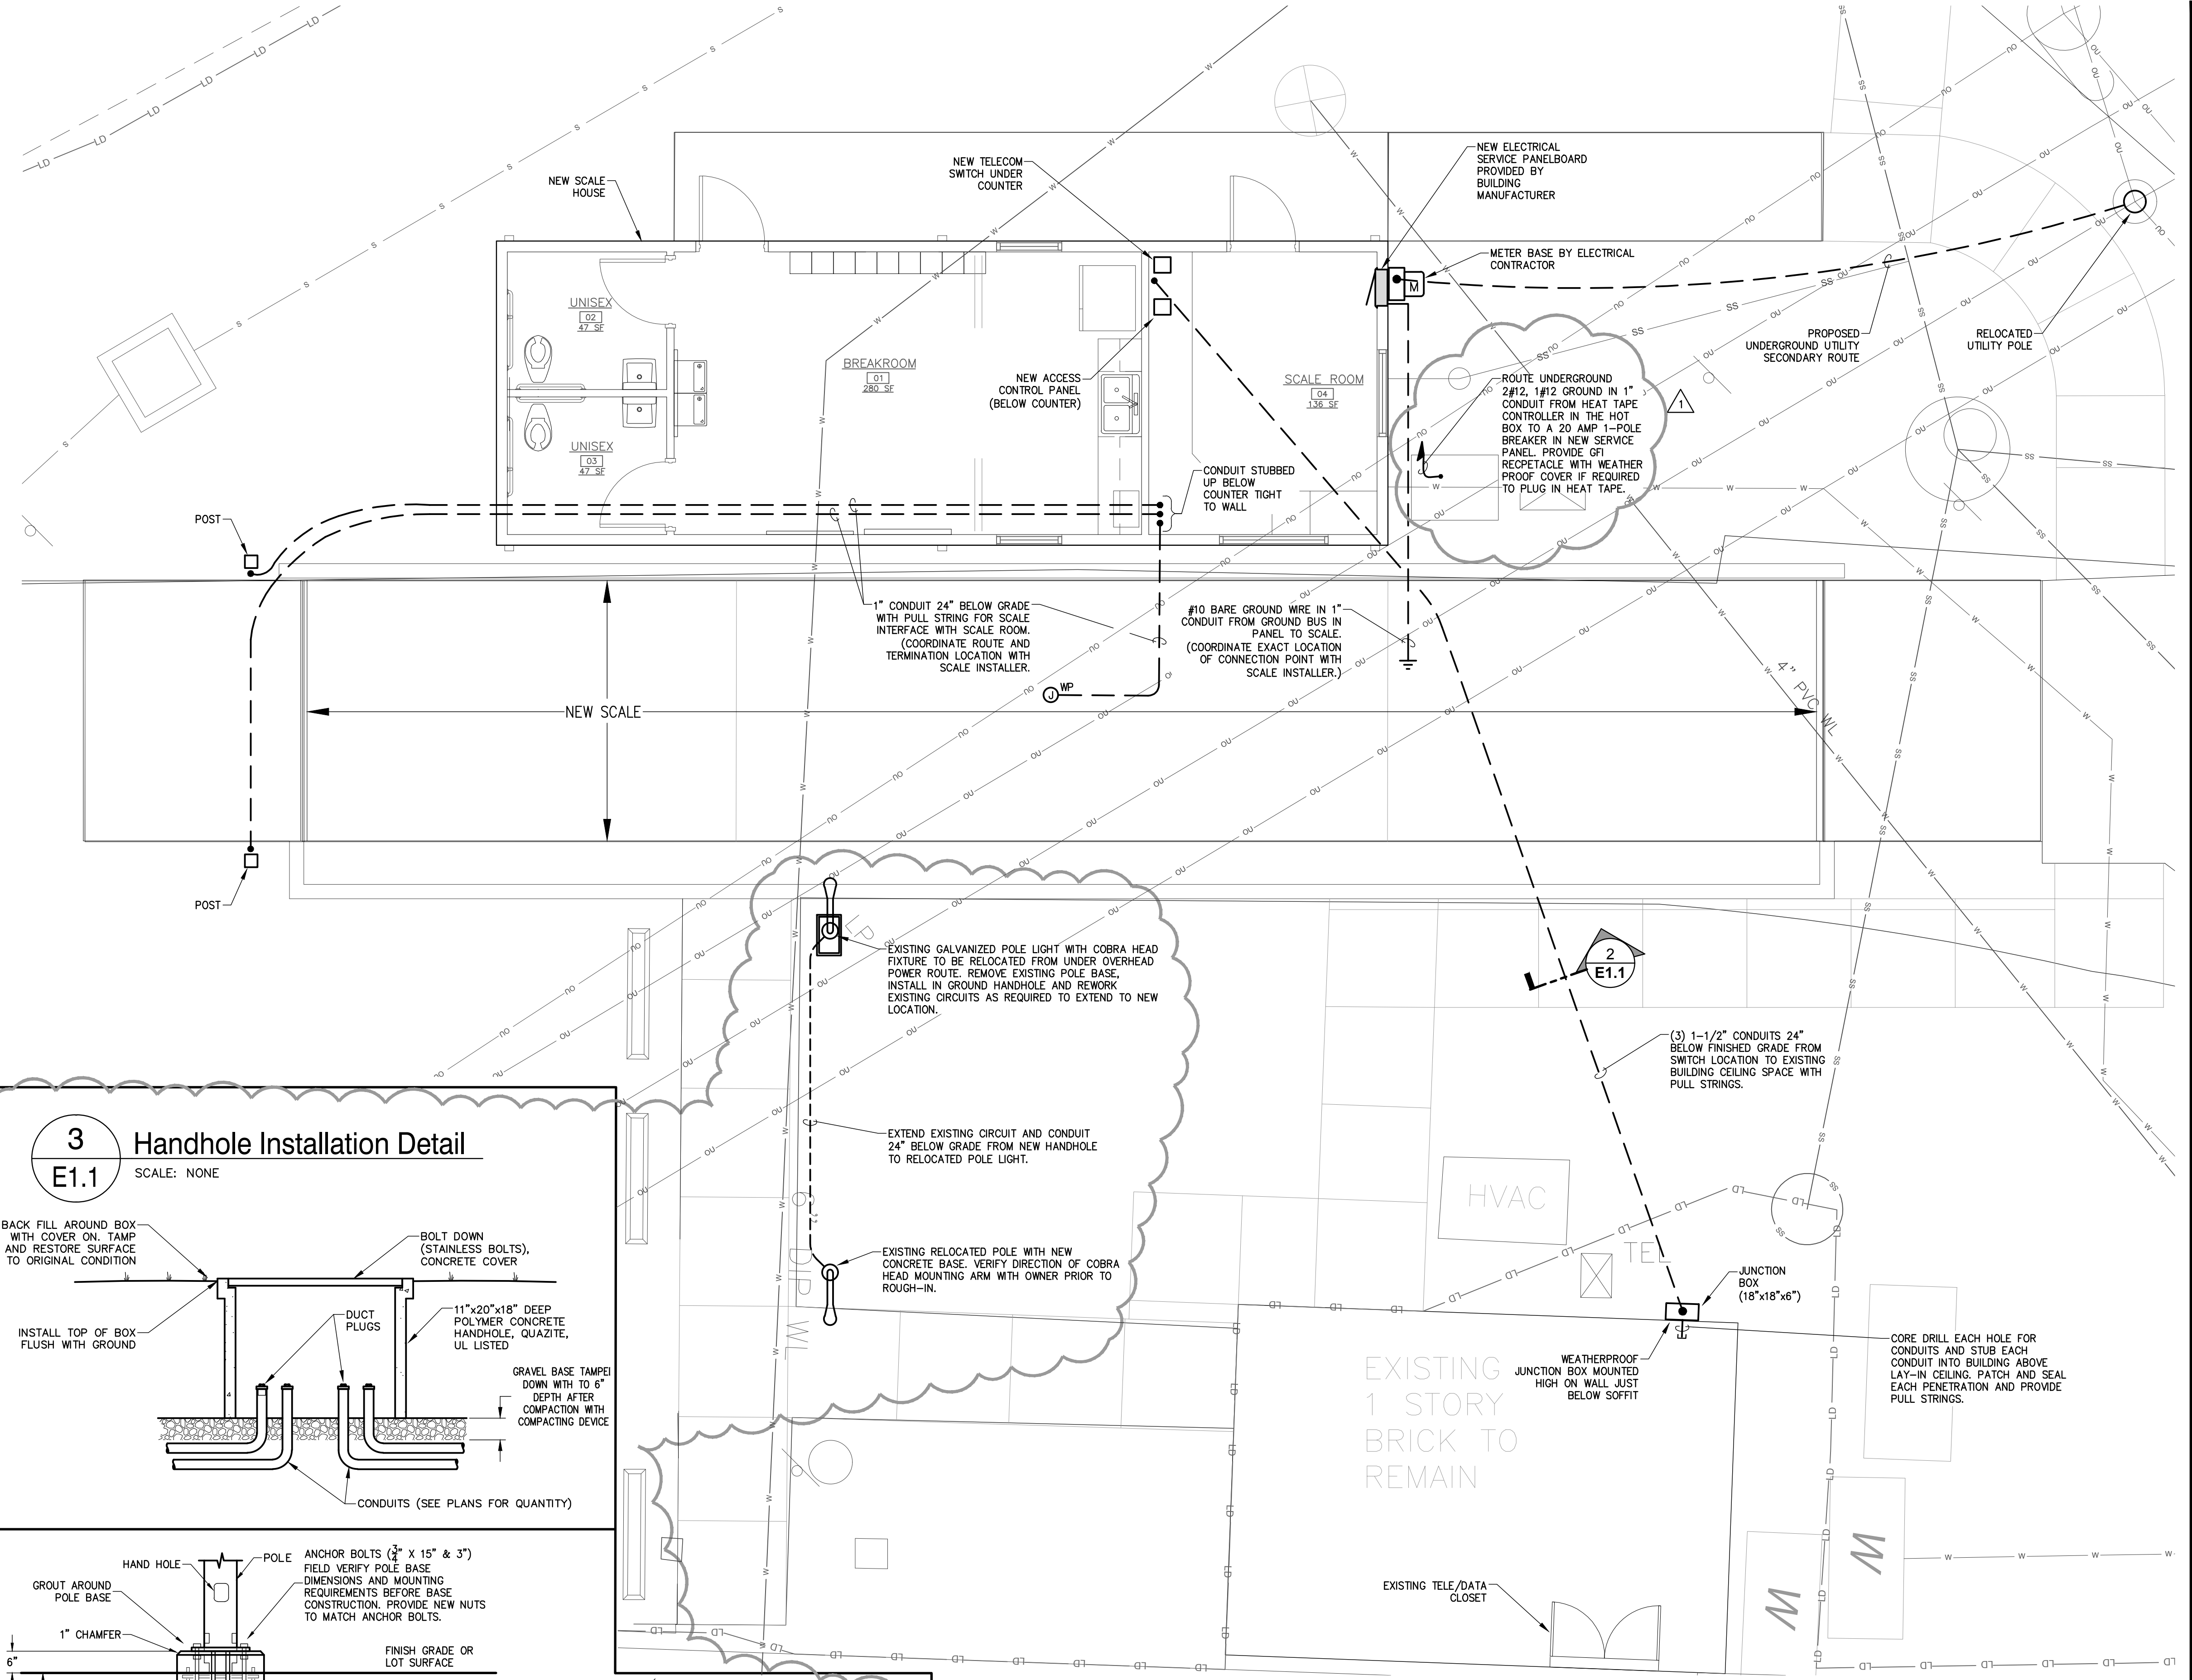 NEW SCALE
HOUSE
NEW TELECOM
SWITCH UNDER
COUNTER
NEW ELECTRICAL
SERVICE PANELBOARD
PROVIDED BY
BUILDING
MANUFACTURER
METER BASE BY ELECTRICAL
CONTRACTOR
M
PROPOSED
UNDERGROUND UTILITY
SECONDARY ROUTE
RELOCATED
UTILITY POLE
UNISEX
02
47 SF
UNISEX
03
47 SF
BREAKROOM
01
280 SF
NEW ACCESS
CONTROL PANEL
(BELOW COUNTER)
SCALE ROOM
04
136 SF
ROUTE UNDERGROUND
2#12, 1#12 GROUND IN 1"
CONDUIT FROM HEAT TAPE
CONTROLLER IN THE HOT
BOX TO A 20 AMP 1-POLE
BREAKER IN NEW SERVICE
PANEL. PROVIDE GFI
RECPETACLE WITH WEATHER
PROOF COVER IF REQUIRED
TO PLUG IN HEAT TAPE.
1
CONDUIT STUBBED
UP BELOW
COUNTER TIGHT
TO WALL
POST
1" CONDUIT 24" BELOW GRADE
WITH PULL STRING FOR SCALE
INTERFACE WITH SCALE ROOM.
(COORDINATE ROUTE AND
TERMINATION LOCATION WITH
SCALE INSTALLER.
#10 BARE GROUND WIRE IN 1"
CONDUIT FROM GROUND BUS IN
PANEL TO SCALE.
(COORDINATE EXACT LOCATION
OF CONNECTION POINT WITH
SCALE INSTALLER.)
J WP
NEW SCALE
4" PVC WL
POST
LP
EXISTING GALVANIZED POLE LIGHT WITH COBRA HEAD
FIXTURE TO BE RELOCATED FROM UNDER OVERHEAD
POWER ROUTE. REMOVE EXISTING POLE BASE,
INSTALL IN GROUND HANDHOLE AND REWORK
EXISTING CIRCUITS AS REQUIRED TO EXTEND TO NEW
LOCATION.
2
E1.1
(3) 1-1/2" CONDUITS 24"
BELOW FINISHED GRADE FROM
SWITCH LOCATION TO EXISTING
BUILDING CEILING SPACE WITH
PULL STRINGS.
EXTEND EXISTING CIRCUIT AND CONDUIT
24" BELOW GRADE FROM NEW HANDHOLE
TO RELOCATED POLE LIGHT.
HVAC
TEL
EXISTING RELOCATED POLE WITH NEW
CONCRETE BASE. VERIFY DIRECTION OF COBRA
HEAD MOUNTING ARM WITH OWNER PRIOR TO
ROUGH-IN.
DIP WL
JUNCTION
BOX
(18"x18"x6")
WEATHERPROOF
JUNCTION BOX MOUNTED
HIGH ON WALL JUST
BELOW SOFFIT
CORE DRILL EACH HOLE FOR
CONDUITS AND STUB EACH
CONDUIT INTO BUILDING ABOVE
LAY-IN CEILING. PATCH AND SEAL
EACH PENETRATION AND PROVIDE
PULL STRINGS.
EXISTING
1 STORY
BRICK TO
REMAIN
EXISTING TELE/DATA
CLOSET
M
M
3
E1.1
Handhole Installation Detail
SCALE: NONE
BACK FILL AROUND BOX
WITH COVER ON. TAMP
AND RESTORE SURFACE
TO ORIGINAL CONDITION
BOLT DOWN
(STAINLESS BOLTS),
CONCRETE COVER
INSTALL TOP OF BOX
FLUSH WITH GROUND
DUCT
PLUGS
11"x20"x18" DEEP
POLYMER CONCRETE
HANDHOLE, QUAZITE,
UL LISTED
GRAVEL BASE TAMPED
DOWN WITH TO 6"
DEPTH AFTER
COMPACTION WITH
COMPACTING DEVICE
CONDUITS (SEE PLANS FOR QUANTITY)
HAND HOLE
POLE
ANCHOR BOLTS (3/4" X 15" & 3")
FIELD VERIFY POLE BASE
DIMENSIONS AND MOUNTING
REQUIREMENTS BEFORE BASE
CONSTRUCTION. PROVIDE NEW NUTS
TO MATCH ANCHOR BOLTS.
GROUT AROUND
POLE BASE
1" CHAMFER
FINISH GRADE OR
LOT SURFACE
6"